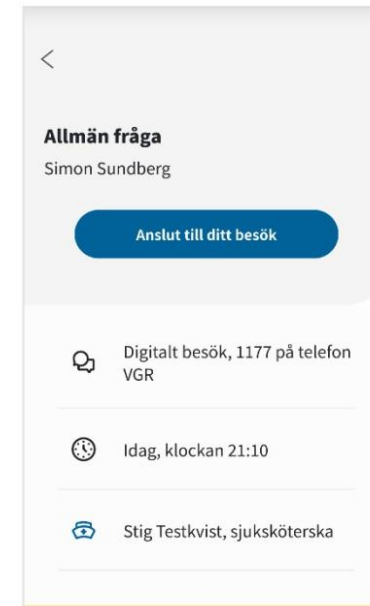 Allmän fråga
Simon Sundberg
Anslut till ditt besök
Digitalt besök, 1177 på telefon
VGR
Idag, klockan 21:10
Stig Testkvist, sjuksköterska